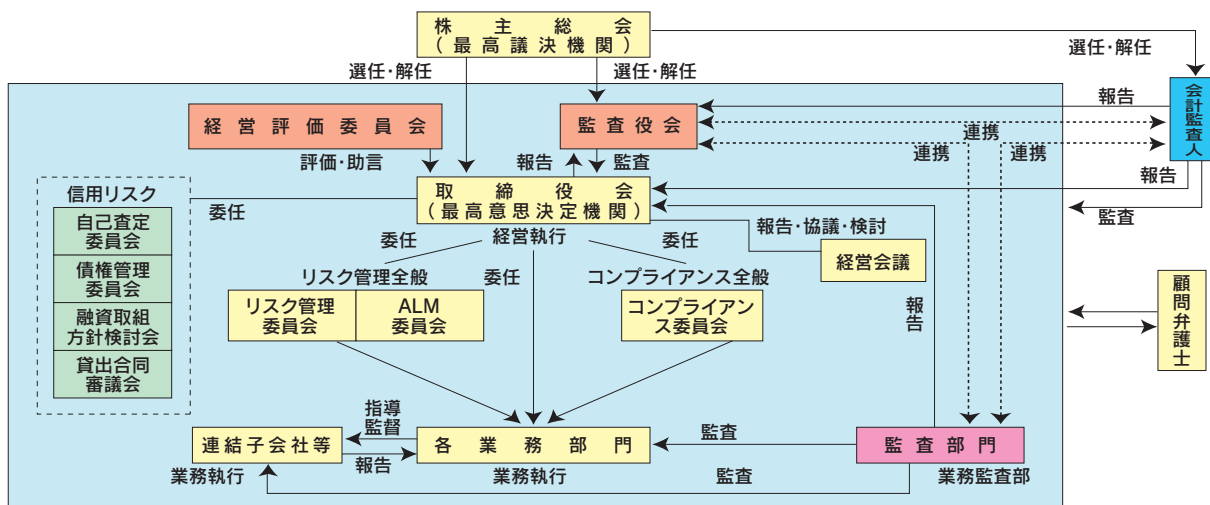 株主総会
(最高議決機関)
選任・解任
選任・解任
選任・解任
会計監査人
報告
経営評価委員会
監査役会
連携
連携
連携
評価・助言
報告
監査
報告
監査
信用リスク
自己査定
委員会
債権管理
委員会
融資取組
方針検討会
貸出合同
審議会
委任
取締役会
(最高意思決定機関)
経営執行
報告・協議・検討
経営会議
委任
委任
委任
リスク管理全般
コンプライアンス全般
リスク管理
委員会
ALM
委員会
コンプライアン
ス委員会
報告
顧問弁護士
指導
監督
連結子会社等
報告
業務執行
各業務部門
業務執行
監査
監査
監査部門
業務監査部